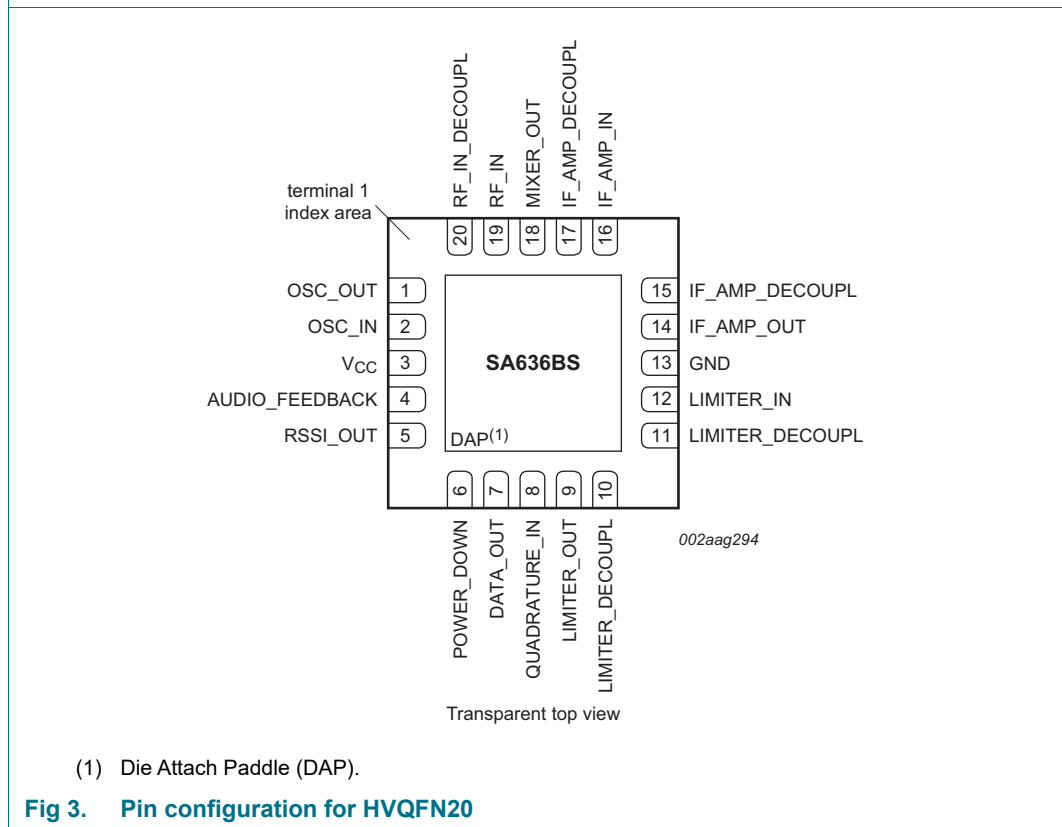 RF_IN_DECOUPL
RF_IN
MIXER_OUT
IF_AMP_DECOUPL
IF_AMP_IN
terminal 1
index area
20
19
18
17
16
OSC_OUT 1
OSC_IN 2
VCC 3
AUDIO_FEEDBACK 4
RSSI_OUT 5
SA636BS
DAP(1)
15 IF_AMP_DECOUPL
14 IF_AMP_OUT
13 GND
12 LIMITER_IN
11 LIMITER_DECOUPL
6
7
8
9
10
POWER_DOWN
DATA_OUT
QUADRATURE_IN
LIMITER_OUT
LIMITER_DECOUPL
002aag294
Transparent top view
(1) Die Attach Paddle (DAP).
Fig 3. Pin configuration for HVQFN20